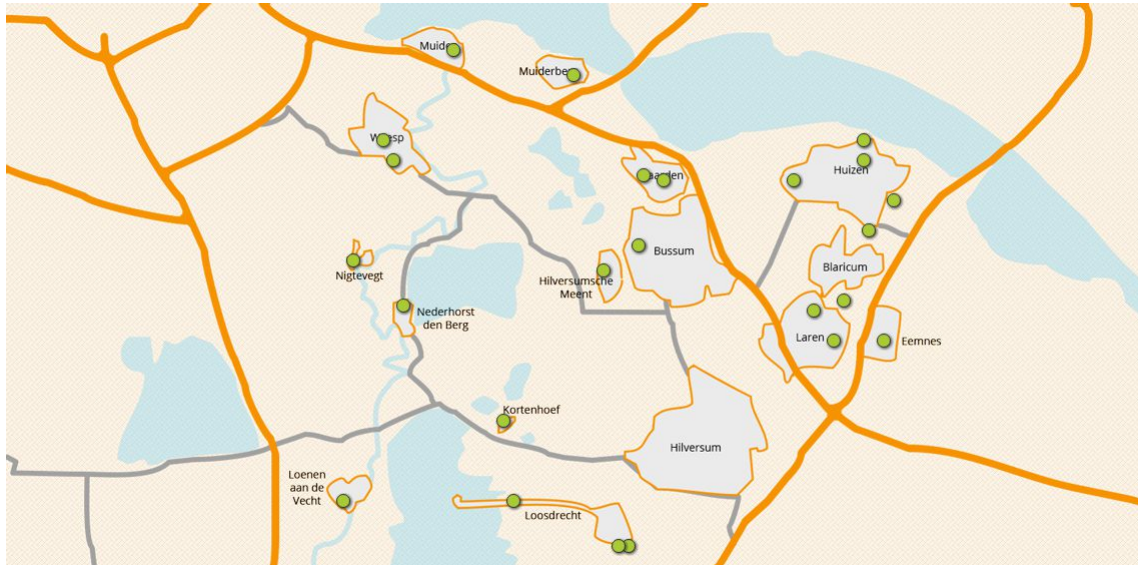 Muiden
Muiderberg
Weesp
Naarden
Huizen
Bussum
Blaricum
Nigtevegt
Hilversumsche
Meent
Nederhorst
den Berg
Laren
Eemnes
Kortenhoef
Hilversum
Loenen
aan de
Vecht
Loosdrecht